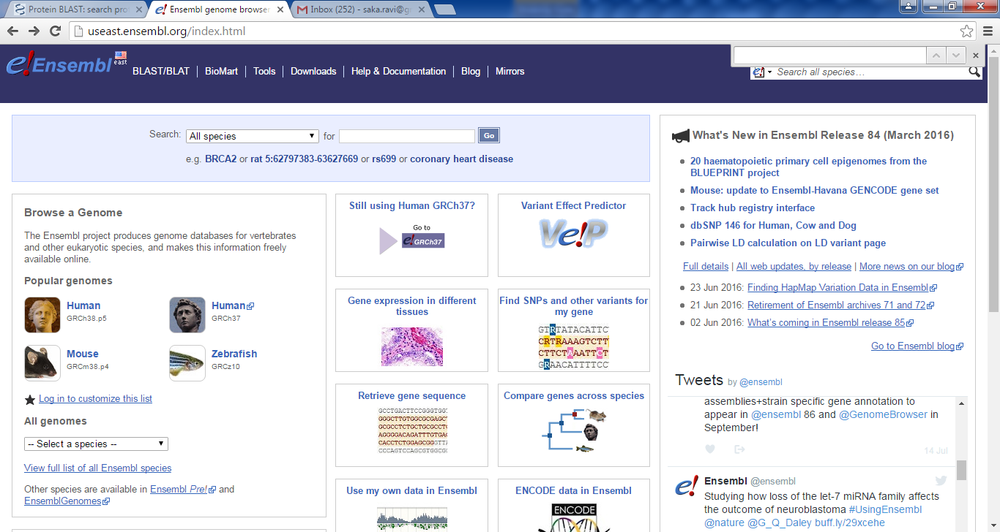 Protein BLAST: search pro
Ensembl genome browser
Inbox (252) - saka.ravi@g
useast.ensembl.org/index.html
e!Ensembl east
BLAST/BLAT | BioMart | Tools | Downloads | Help & Documentation | Blog | Mirrors
e! Search all species…
Search: All species for Go
e.g. BRCA2 or rat 5:62797383-63627669 or rs699 or coronary heart disease
Browse a Genome
The Ensembl project produces genome databases for vertebrates
and other eukaryotic species, and makes this information freely
available online.
Popular genomes
Human
GRCh38.p5
Human
GRCh37
Mouse
GRCm38.p4
Zebrafish
GRCz10
Log in to customize this list
All genomes
-- Select a species --
View full list of all Ensembl species
Other species are available in Ensembl Pre! and
EnsemblGenomes
Still using Human GRCh37?
Go to
e!GRCh37
Variant Effect Predictor
Ve!P
Gene expression in different
tissues
Find SNPs and other variants for
my gene
GTRTATACATTC
CRTRAAAGTCTT
CTTCTAAATTCT
GRAACATTTTCC
Retrieve gene sequence
GCCTGACTTCCGGGTGGT
GGGCTTGTGGCGCGAGCT
GCGCCTCTGCTGCGCCTC
AGGGGACAGATTTGTGAC
CACCTCTGGAGCGGGTTA
CCCAGTCCAGCGTGGCGC
Compare genes across species
Use my own data in Ensembl
ENCODE data in Ensembl
ENCODE
What's New in Ensembl Release 84 (March 2016)
20 haematopoietic primary cell epigenomes from the
BLUEPRINT project
Mouse: update to Ensembl-Havana GENCODE gene set
Track hub registry interface
dbSNP 146 for Human, Cow and Dog
Pairwise LD calculation on LD variant page
Full details | All web updates, by release | More news on our blog
23 Jun 2016: Finding HapMap Variation Data in Ensembl
21 Jun 2016: Retirement of Ensembl archives 71 and 72
02 Jun 2016: What's coming in Ensembl release 85
Go to Ensembl blog
Tweets by @ensembl
assemblies+strain specific gene annotation to
appear in @ensembl 86 and @GenomeBrowser in
September!
14 Jul
Ensembl @ensembl
Studying how loss of the let-7 miRNA family affects
the outcome of neuroblastoma #UsingEnsembl
@nature @G_Q_Daley buff.ly/29xcehe